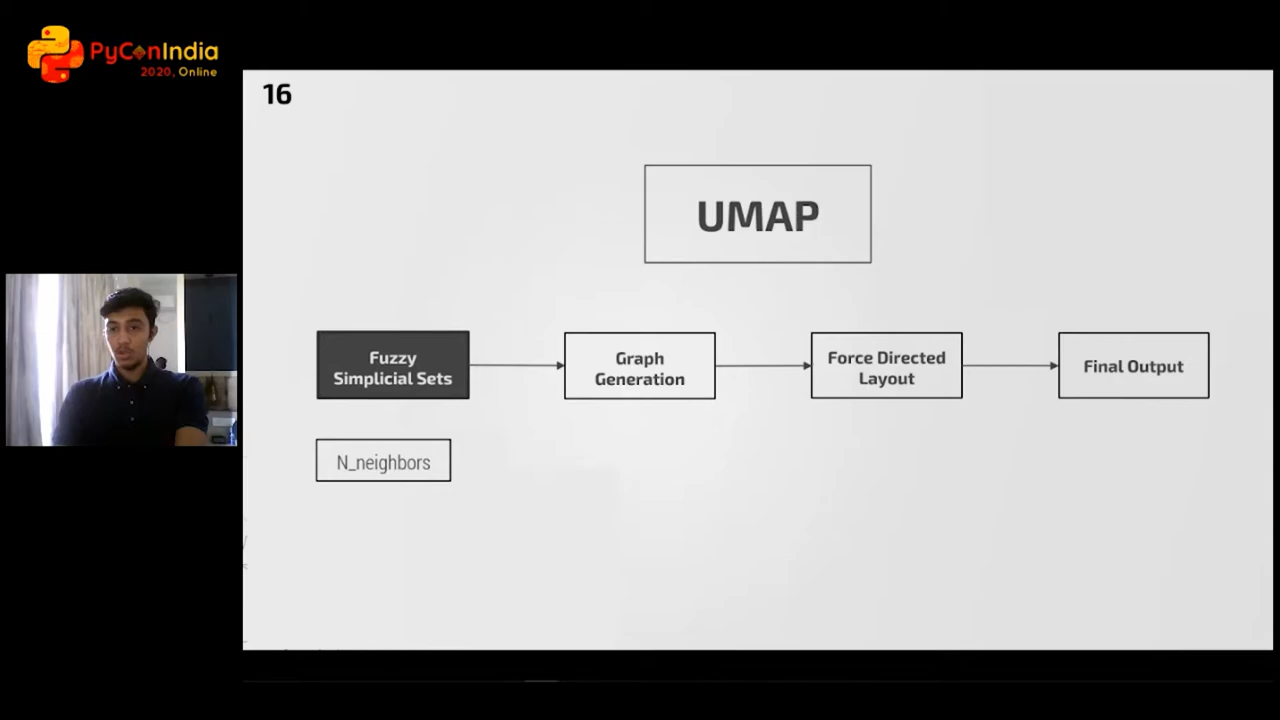 PyConIndia
2020, Online
16
UMAP
Fuzzy
Simplicial Sets
Graph
Generation
Force Directed
Layout
Final Output
N_neighbors